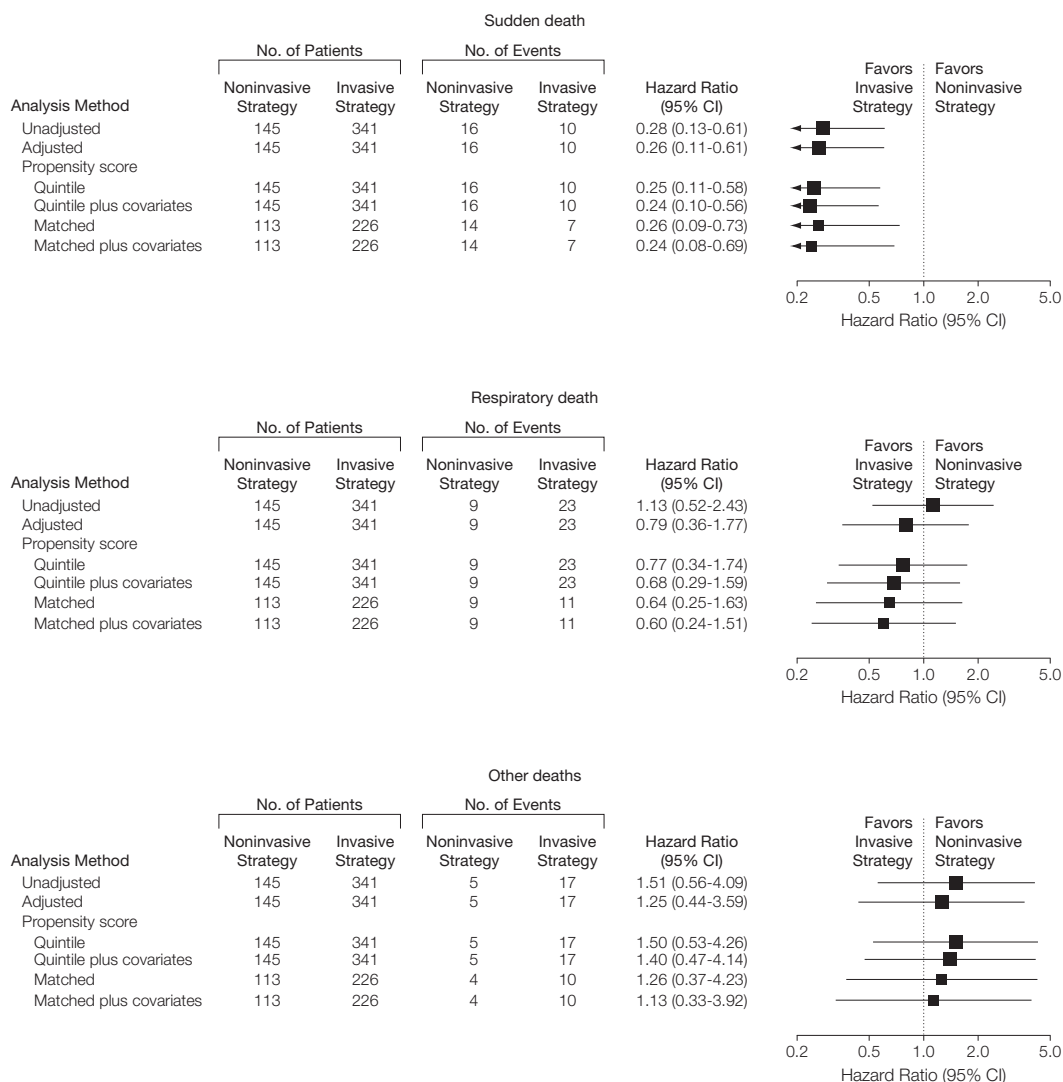 Sudden death
No. of Patients No. of Events
Favors Favors
Noninvasive Invasive Noninvasive Invasive Hazard Ratio Invasive Noninvasive
Analysis Method Strategy Strategy Strategy Strategy (95% CI) Strategy Strategy
Unadjusted 145 341 16 10 0.28 (0.13-0.61)
Adjusted 145 341 16 10 0.26 (0.11-0.61)
Propensity score
Quintile 145 341 16 10 0.25 (0.11-0.58)
Quintile plus covariates 145 341 16 10 0.24 (0.10-0.56)
Matched 113 226 14 7 0.26 (0.09-0.73)
Matched plus covariates 113 226 14 7 0.24 (0.08-0.69)
0.2 0.5 1.0 2.0 5.0
Hazard Ratio (95% CI)
Respiratory death
No. of Patients No. of Events
Favors Favors
Noninvasive Invasive Noninvasive Invasive Hazard Ratio Invasive Noninvasive
Analysis Method Strategy Strategy Strategy Strategy (95% CI) Strategy Strategy
Unadjusted 145 341 9 23 1.13 (0.52-2.43)
Adjusted 145 341 9 23 0.79 (0.36-1.77)
Propensity score
Quintile 145 341 9 23 0.77 (0.34-1.74)
Quintile plus covariates 145 341 9 23 0.68 (0.29-1.59)
Matched 113 226 9 11 0.64 (0.25-1.63)
Matched plus covariates 113 226 9 11 0.60 (0.24-1.51)
0.2 0.5 1.0 2.0 5.0
Hazard Ratio (95% CI)
Other deaths
No. of Patients No. of Events
Favors Favors
Noninvasive Invasive Noninvasive Invasive Hazard Ratio Invasive Noninvasive
Analysis Method Strategy Strategy Strategy Strategy (95% CI) Strategy Strategy
Unadjusted 145 341 5 17 1.51 (0.56-4.09)
Adjusted 145 341 5 17 1.25 (0.44-3.59)
Propensity score
Quintile 145 341 5 17 1.50 (0.53-4.26)
Quintile plus covariates 145 341 5 17 1.40 (0.47-4.14)
Matched 113 226 4 10 1.26 (0.37-4.23)
Matched plus covariates 113 226 4 10 1.13 (0.33-3.92)
0.2 0.5 1.0 2.0 5.0
Hazard Ratio (95% CI)